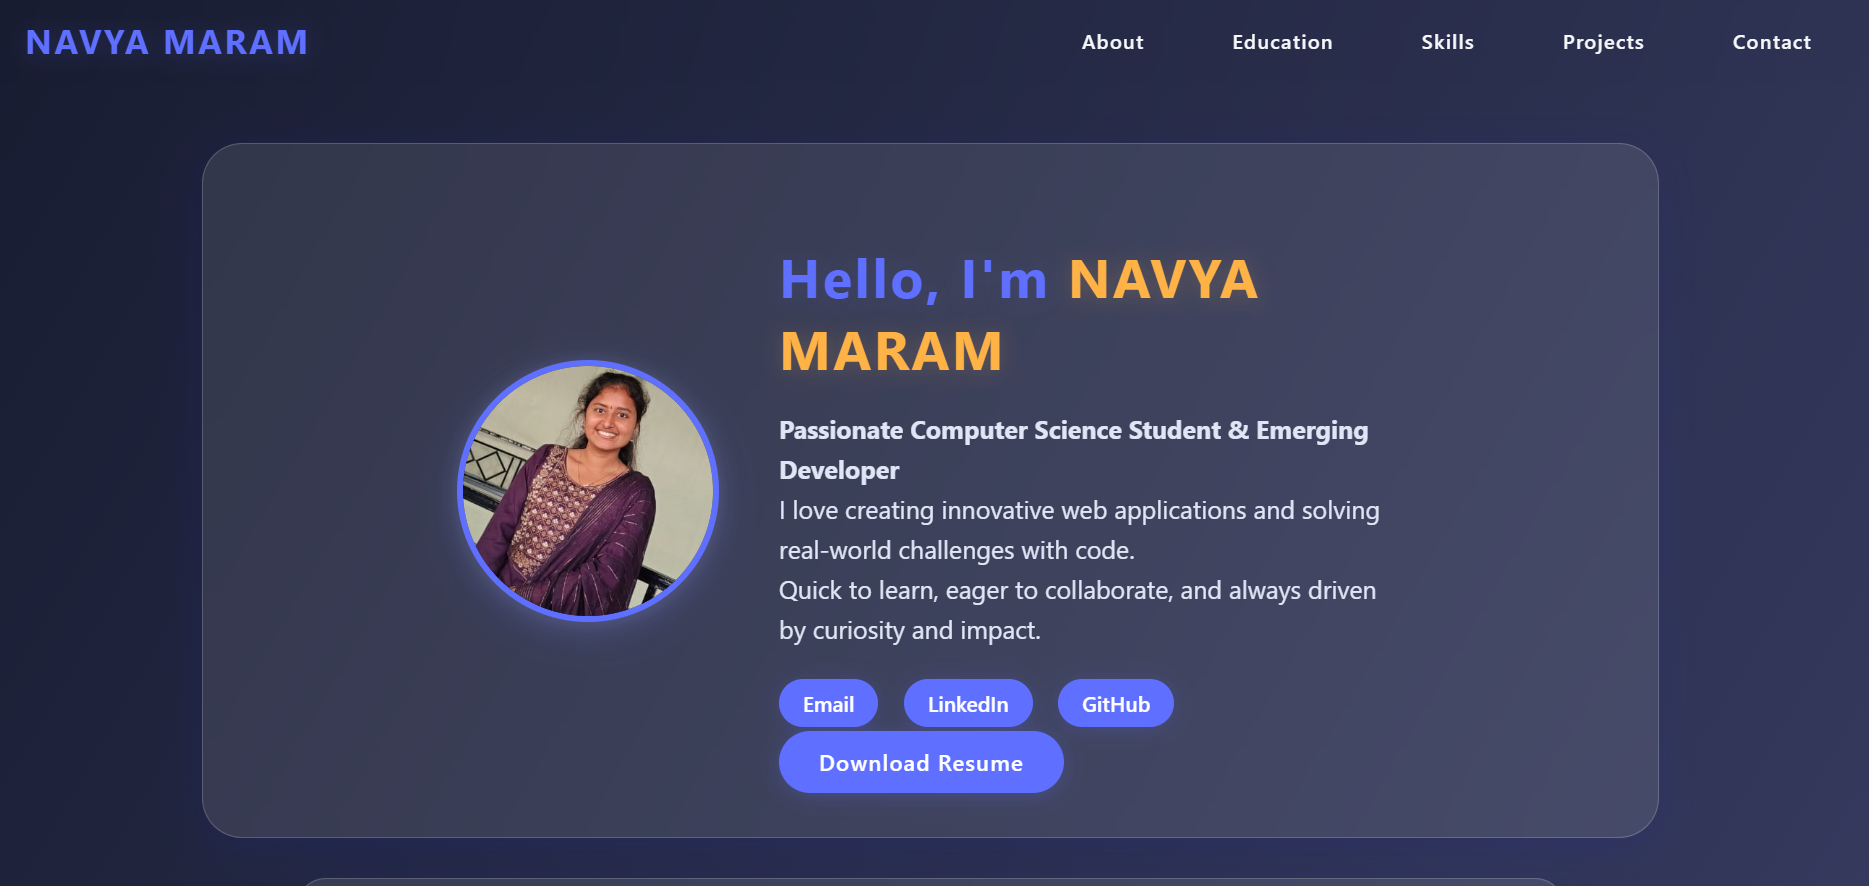 NAVYA MARAM
About
Education
Skills
Projects
Contact
Hello, I'm NAVYA
MARAM
Passionate Computer Science Student & Emerging
Developer
I love creating innovative web applications and solving
real-world challenges with code.
Quick to learn, eager to collaborate, and always driven
by curiosity and impact.
Email
LinkedIn
GitHub
Download Resume